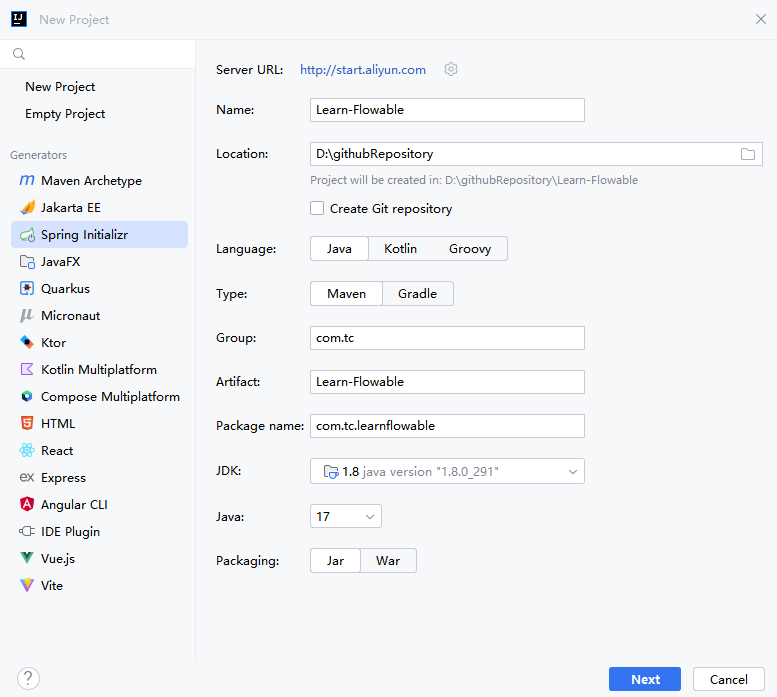 New Project
New Project
Empty Project
Generators
Maven Archetype
Jakarta EE
Spring Initializr
JavaFX
Quarkus
Micronaut
Ktor
Kotlin Multiplatform
Compose Multiplatform
HTML
React
ex Express
Angular CLI
IDE Plugin
Vue.js
Vite
?
Server URL: http://start.aliyun.com
Name: Learn-Flowable
Location: D:\githubRepository
Project will be created in: D:\githubRepository\Learn-Flowable
Create Git repository
Language: Java Kotlin Groovy
Type: Maven Gradle
Group: com.tc
Artifact: Learn-Flowable
Package name: com.tc.learnflowable
JDK: 1.8 java version "1.8.0_291"
Java: 17
Packaging: Jar War
Next Cancel